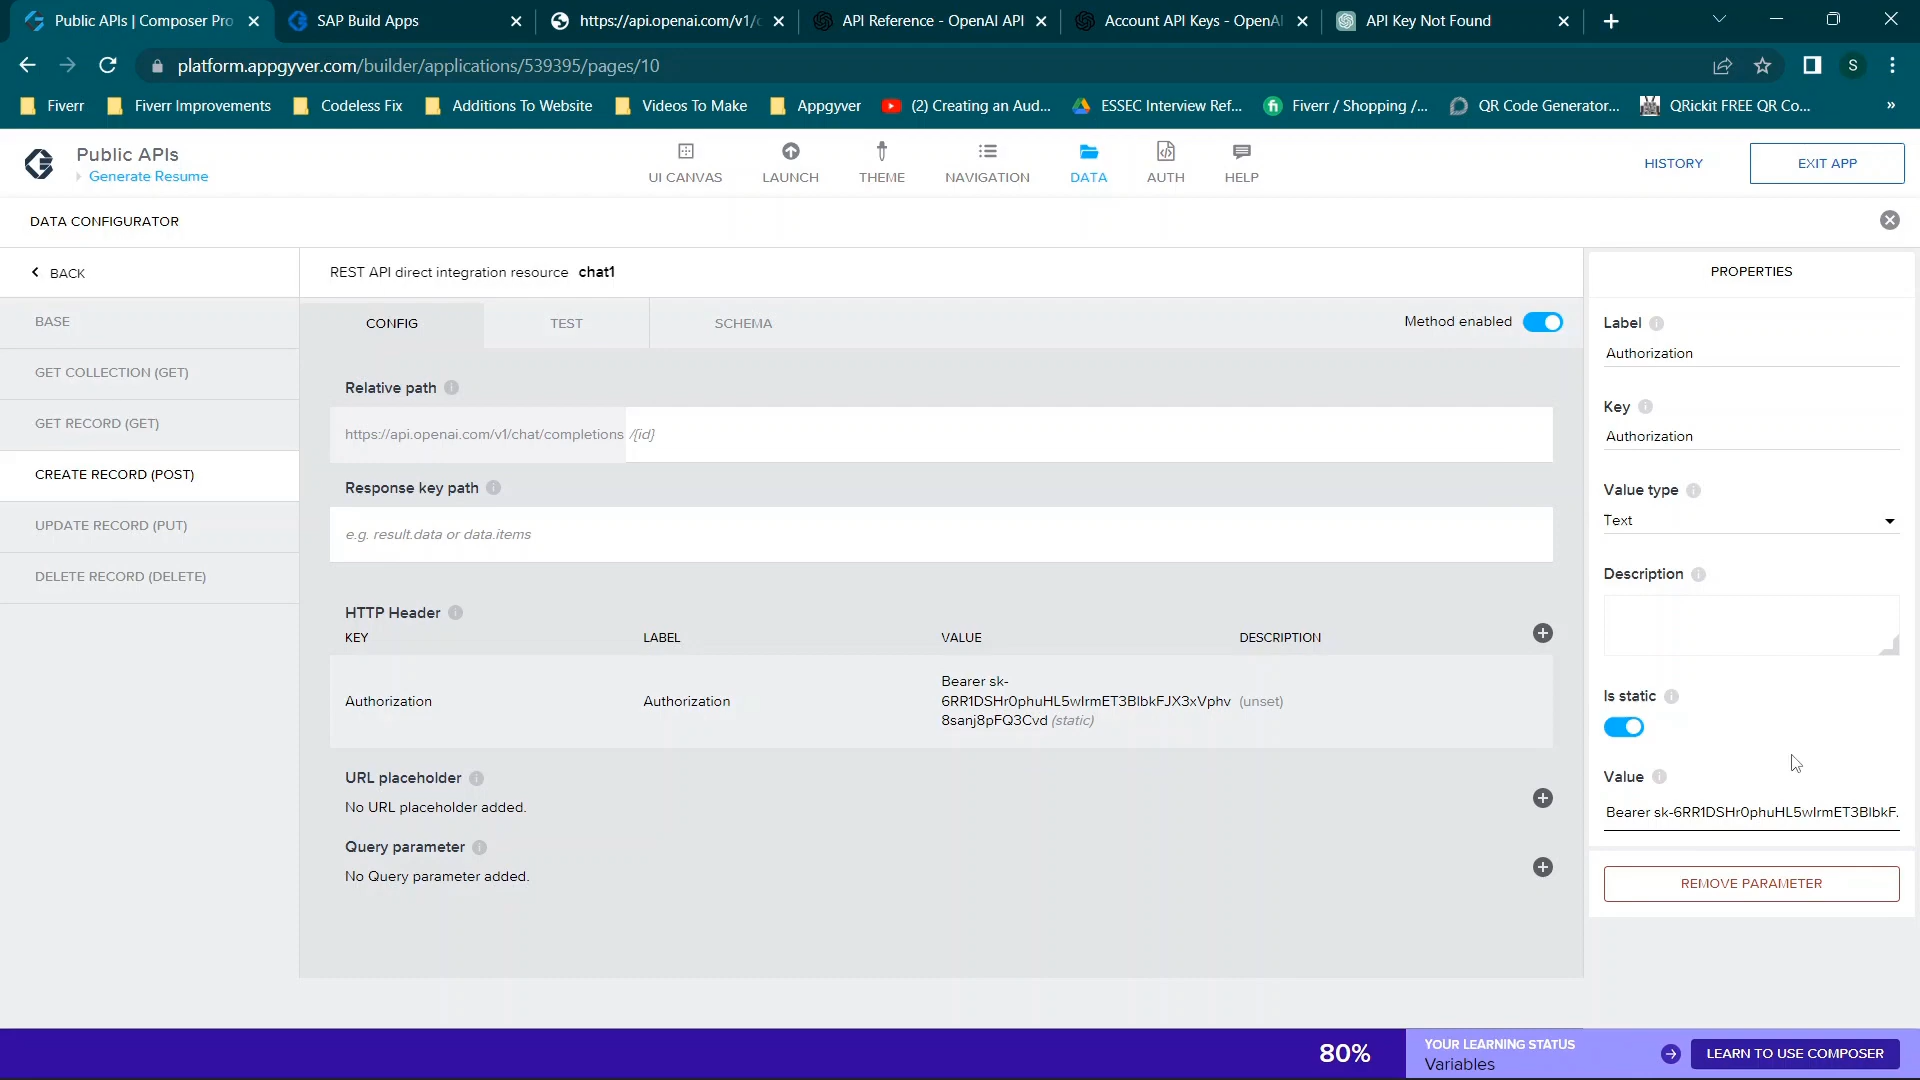 Public APIs | Composer Pro
SAP Build Apps
https://api.openai.com/v1/c
API Reference - OpenAI API
Account API Keys - OpenAI
API Key Not Found
platform.appgyver.com/builder/applications/539395/pages/10
S
Fiverr
Fiverr Improvements
Codeless Fix
Additions To Website
Videos To Make
Appgyver
(2) Creating an Aud...
ESSEC Interview Ref...
Fiverr / Shopping /...
QR Code Generator...
QRickit FREE QR Co...
»
Public APIs
Generate Resume
UI CANVAS
LAUNCH
THEME
NAVIGATION
DATA
AUTH
HELP
HISTORY
EXIT APP
DATA CONFIGURATOR
BACK
REST API direct integration resource chat1
PROPERTIES
BASE
GET COLLECTION (GET)
GET RECORD (GET)
CREATE RECORD (POST)
UPDATE RECORD (PUT)
DELETE RECORD (DELETE)
CONFIG
TEST
SCHEMA
Method enabled
Relative path
https://api.openai.com/v1/chat/completions /{id}
Response key path
e.g. result.data or data.items
HTTP Header
KEY
LABEL
VALUE
DESCRIPTION
Authorization
Authorization
Bearer sk-
6RR1DSHr0phuHL5wIrmET3BlbkFJX3xVphv
8sanj8pFQ3Cvd (static)
(unset)
URL placeholder
No URL placeholder added.
Query parameter
No Query parameter added.
Label
Authorization
Key
Authorization
Value type
Text
Description
Is static
Value
Bearer sk-6RR1DSHr0phuHL5wIrmET3BlbkF.
REMOVE PARAMETER
80%
YOUR LEARNING STATUS
Variables
LEARN TO USE COMPOSER